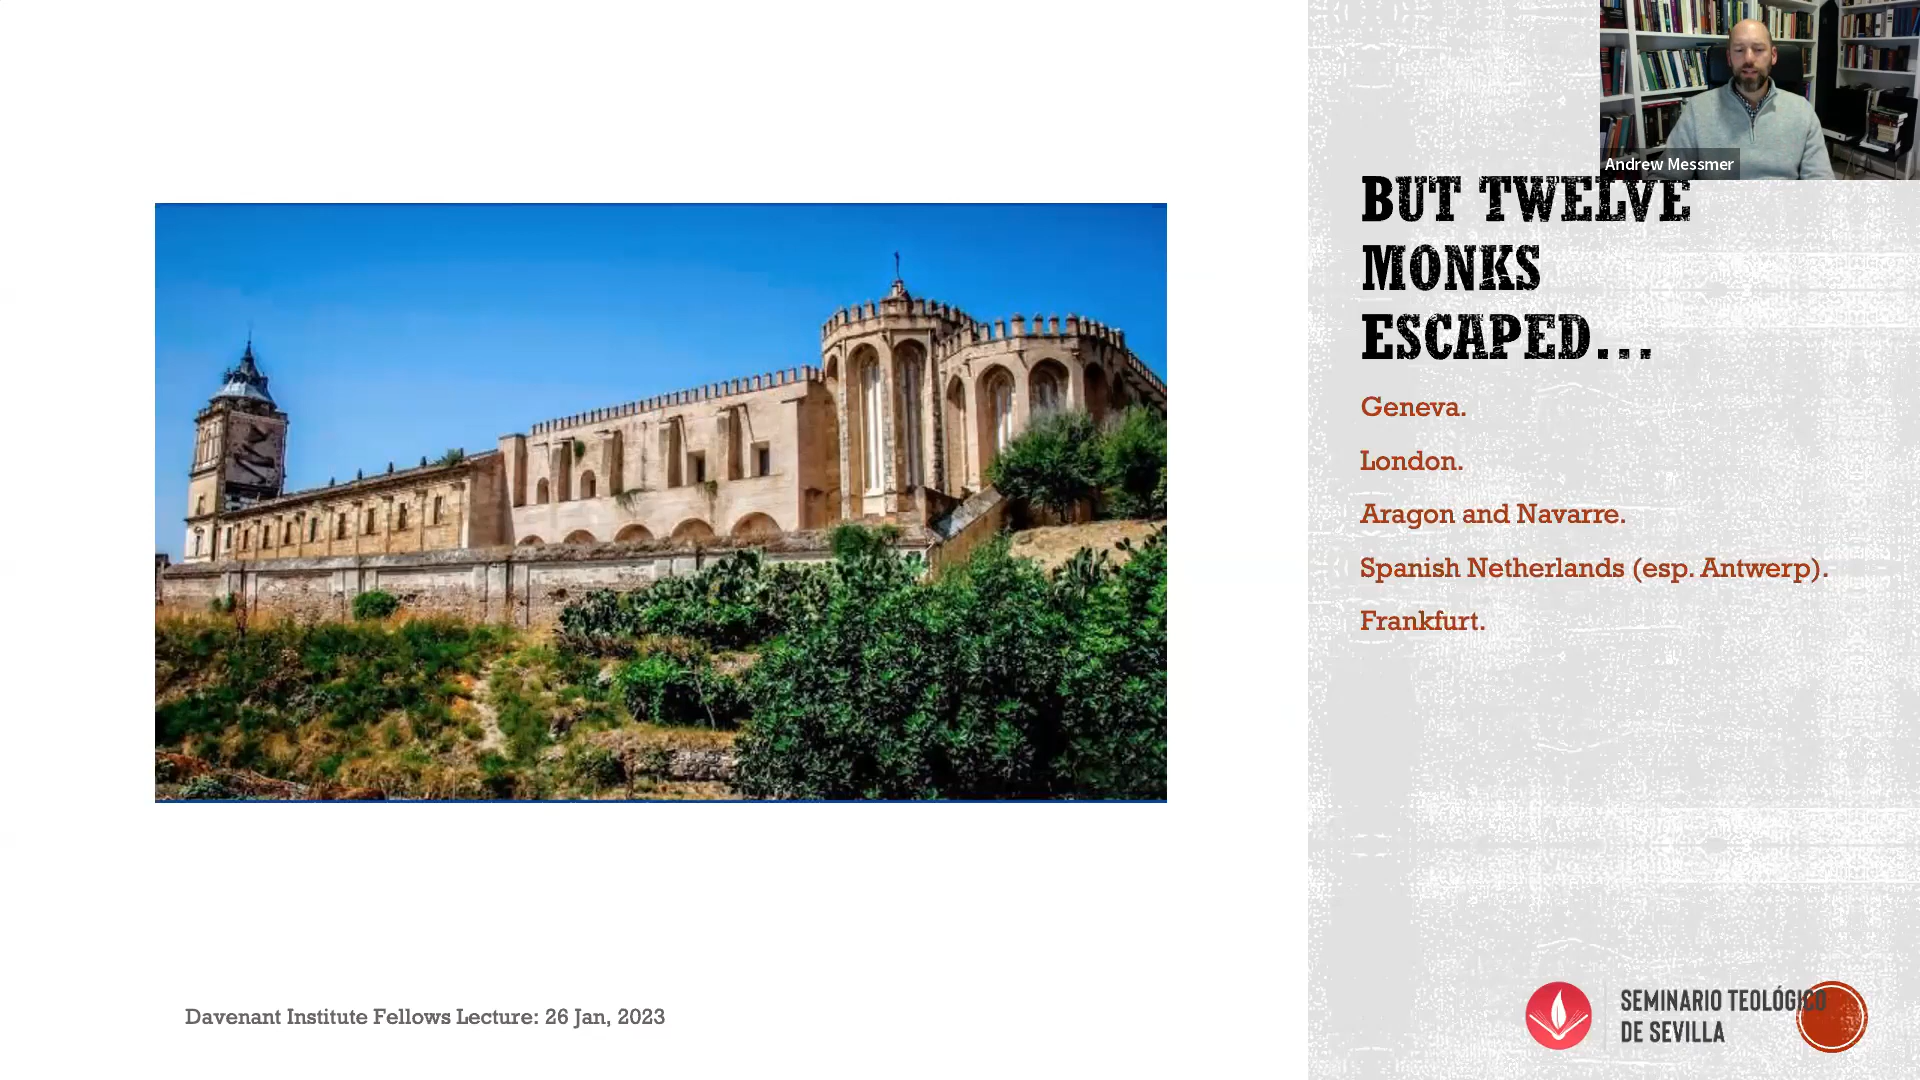 Andrew Messmer
BUT TWELVE
MONKS
ESCAPED…
Geneva.
London.
Aragon and Navarre.
Spanish Netherlands (esp. Antwerp).
Frankfurt.
Davenant Institute Fellows Lecture: 26 Jan, 2023
SEMINARIO TEOLÓGICO
DE SEVILLA